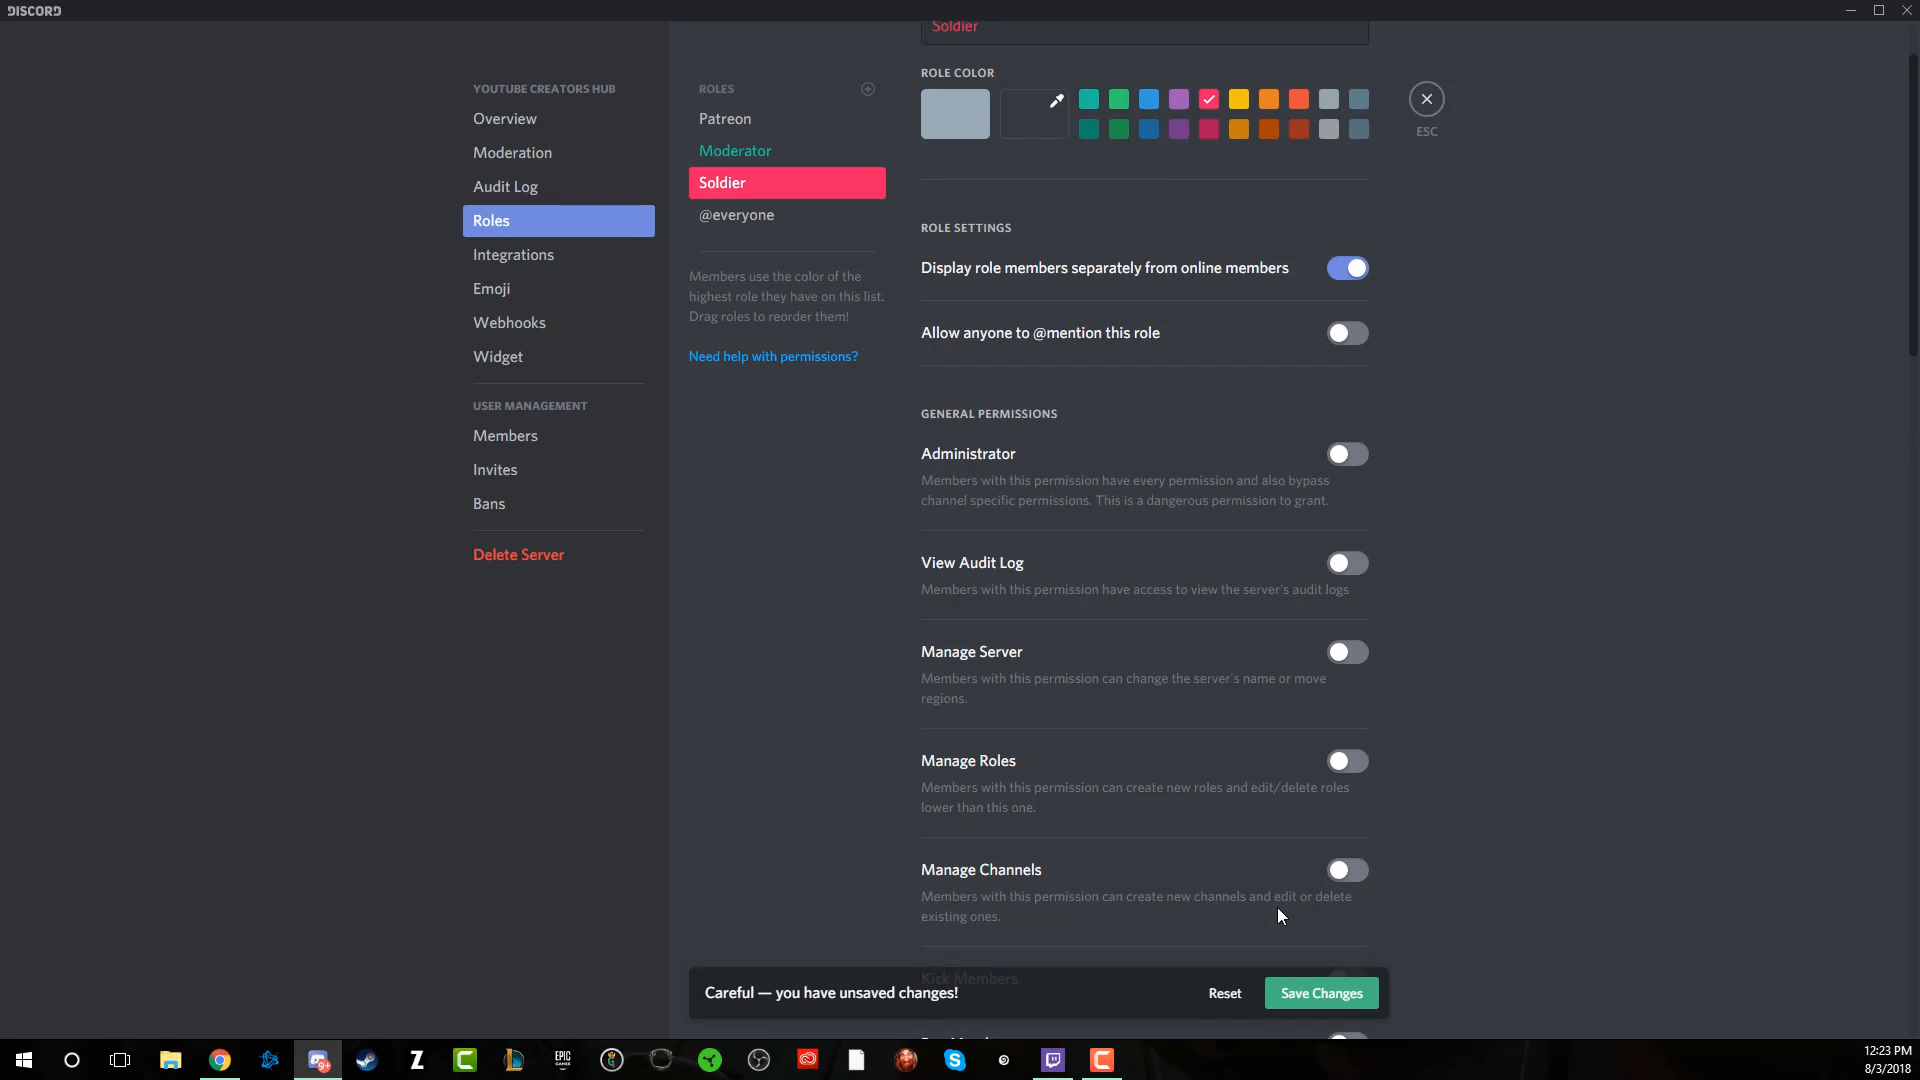 DISCORD
YOUTUBE CREATORS HUB
Overview
Moderation
Audit Log
Roles
Integrations
Emoji
Webhooks
Widget
USER MANAGEMENT
Members
Invites
Bans
Delete Server
ROLES
Patreon
Moderator
Soldier
@everyone
Members use the color of the
highest role they have on this list.
Drag roles to reorder them!
Need help with permissions?
Soldier
ROLE COLOR
ESC
ROLE SETTINGS
Display role members separately from online members
Allow anyone to @mention this role
GENERAL PERMISSIONS
Administrator
Members with this permission have every permission and also bypass
channel specific permissions. This is a dangerous permission to grant.
View Audit Log
Members with this permission have access to view the server's audit logs
Manage Server
Members with this permission can change the server's name or move
regions.
Manage Roles
Members with this permission can create new roles and edit/delete roles
lower than this one.
Manage Channels
Members with this permission can create new channels and edit or delete
existing ones.
Kick Members
Careful — you have unsaved changes!
Reset
Save Changes
9+
Z
EPIC
GAMES
12:23 PM
8/3/2018